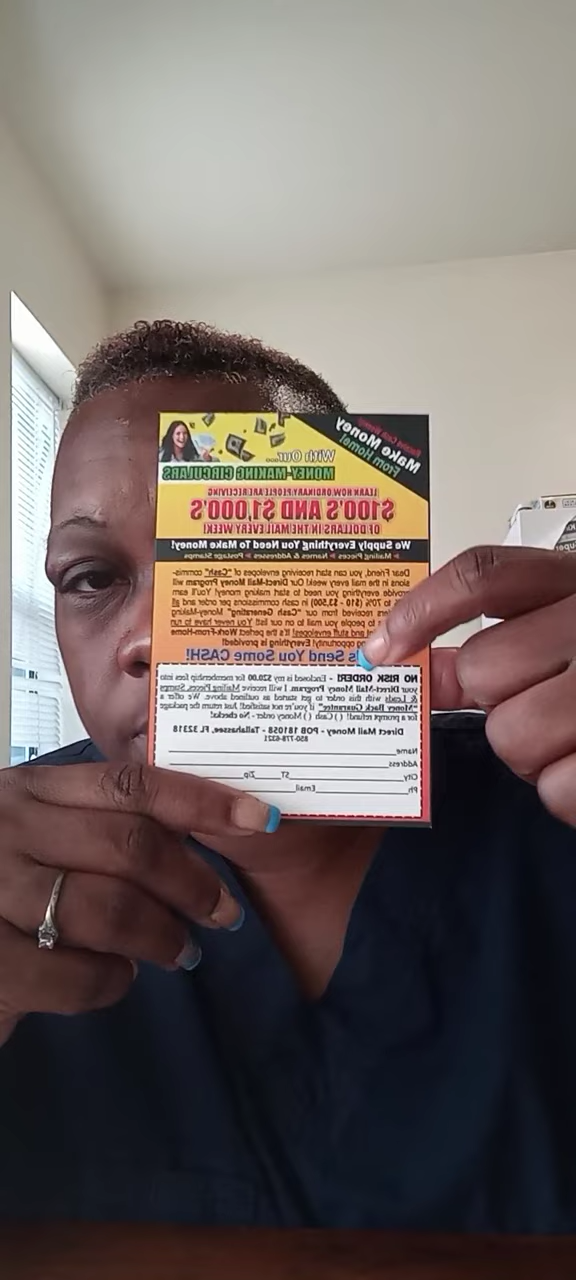 Make Money
From Home!
With Our...
MONEY-MAKING CIRCULARS
LEARN HOW ORDINARY PEOPLE ARE RECEIVING
$100'S AND $1,000'S
OF DOLLARS IN THE MAIL EVERY WEEK!
We Supply Everything You Need To Make Money!
Mailing Pieces Names & Addresses Postage Stamps
Dear Friend, you can start receiving envelopes of "Cash" commis-
sions in the mail every week! Our Direct-Mail Money Program will
provide everything you need to start making money! You'll earn
to 70% ($10 - $3,500) in cash commissions per order and all
received from our "Cash Generating" Money-Making
to people you mail to on our list! You never have to run
and stuff envelopes! It's the perfect Work-From-Home
opportunity! Everything is provided!
Send You Some CASH!
NO RISK ORDER! - Enclosed is my $20.00 for membership fees into
your Direct-Mail Money Program. I will receive Mailing Pieces, Stamps
& Leads with this order to get started as outlined above. We offer a
"Money Back Guarantee" if you're not satisfied! Just return the package
for a prompt refund! ( ) Cash ( ) Money order - No checks!
Direct Mail Money - POB 181058 - Tallahassee, FL 32318
850-778-6321
Name
Address
City ST Zip
Ph Email